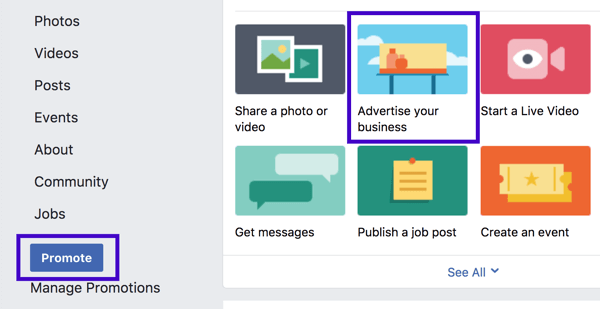 Photos
Videos
Posts
Events
About
Community
Jobs
Promote
Manage Promotions
Share a photo or
video
Advertise your
business
Start a Live Video
Get messages
Publish a job post
Create an event
See All